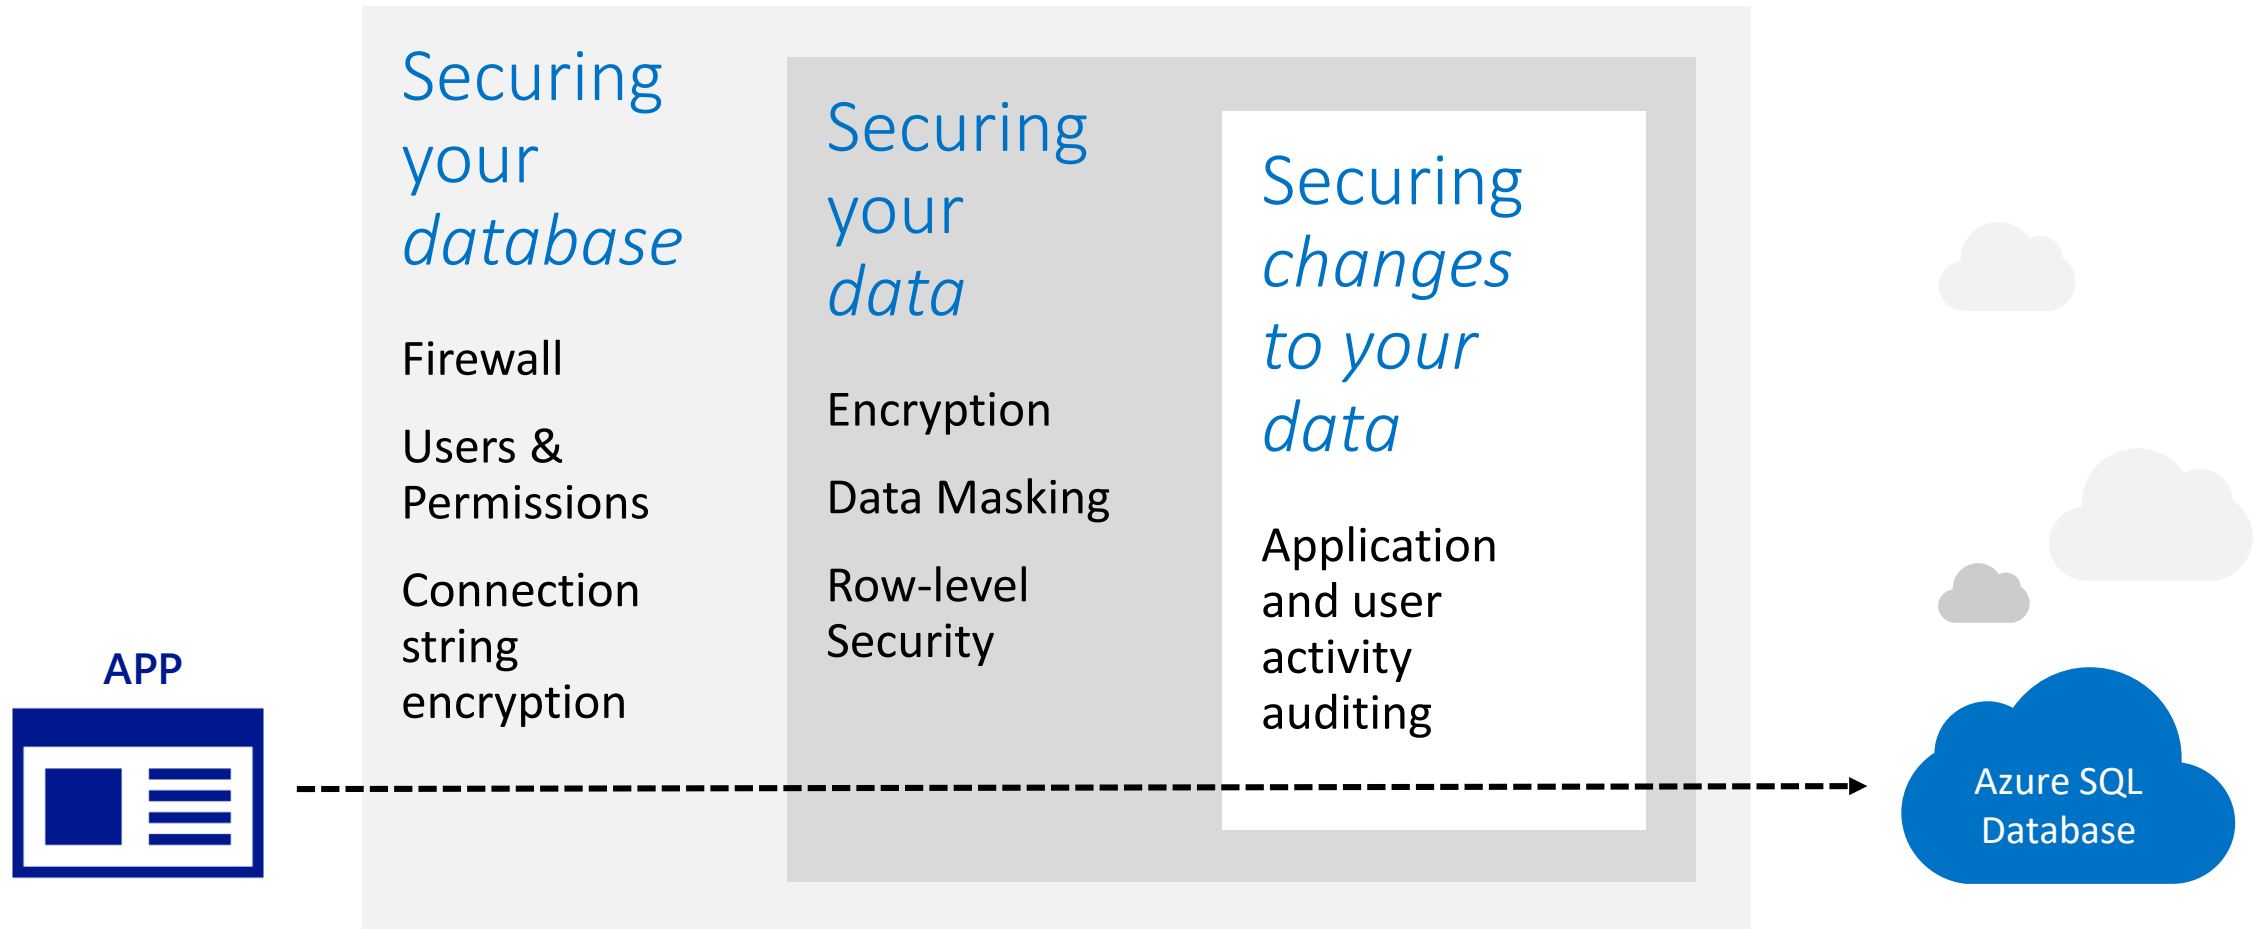 Securing
your
database
Firewall
Users &
Permissions
Connection
string
encryption
Securing
your
data
Encryption
Data Masking
Row-level
Security
Securing
changes
to your
data
Application
and user
activity
auditing
APP
Azure SQL
Database